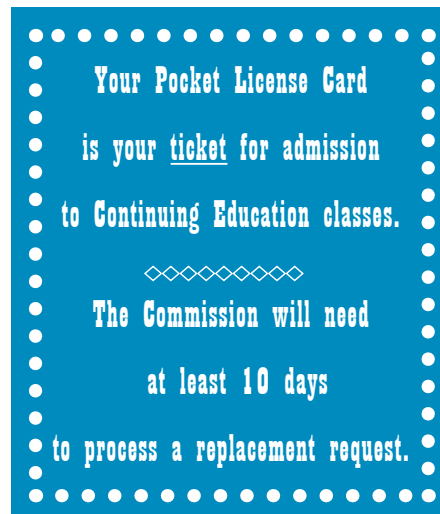 Your Pocket License Card
is your ticket for admission
to Continuing Education classes.
The Commission will need
at least 10 days
to process a replacement request.